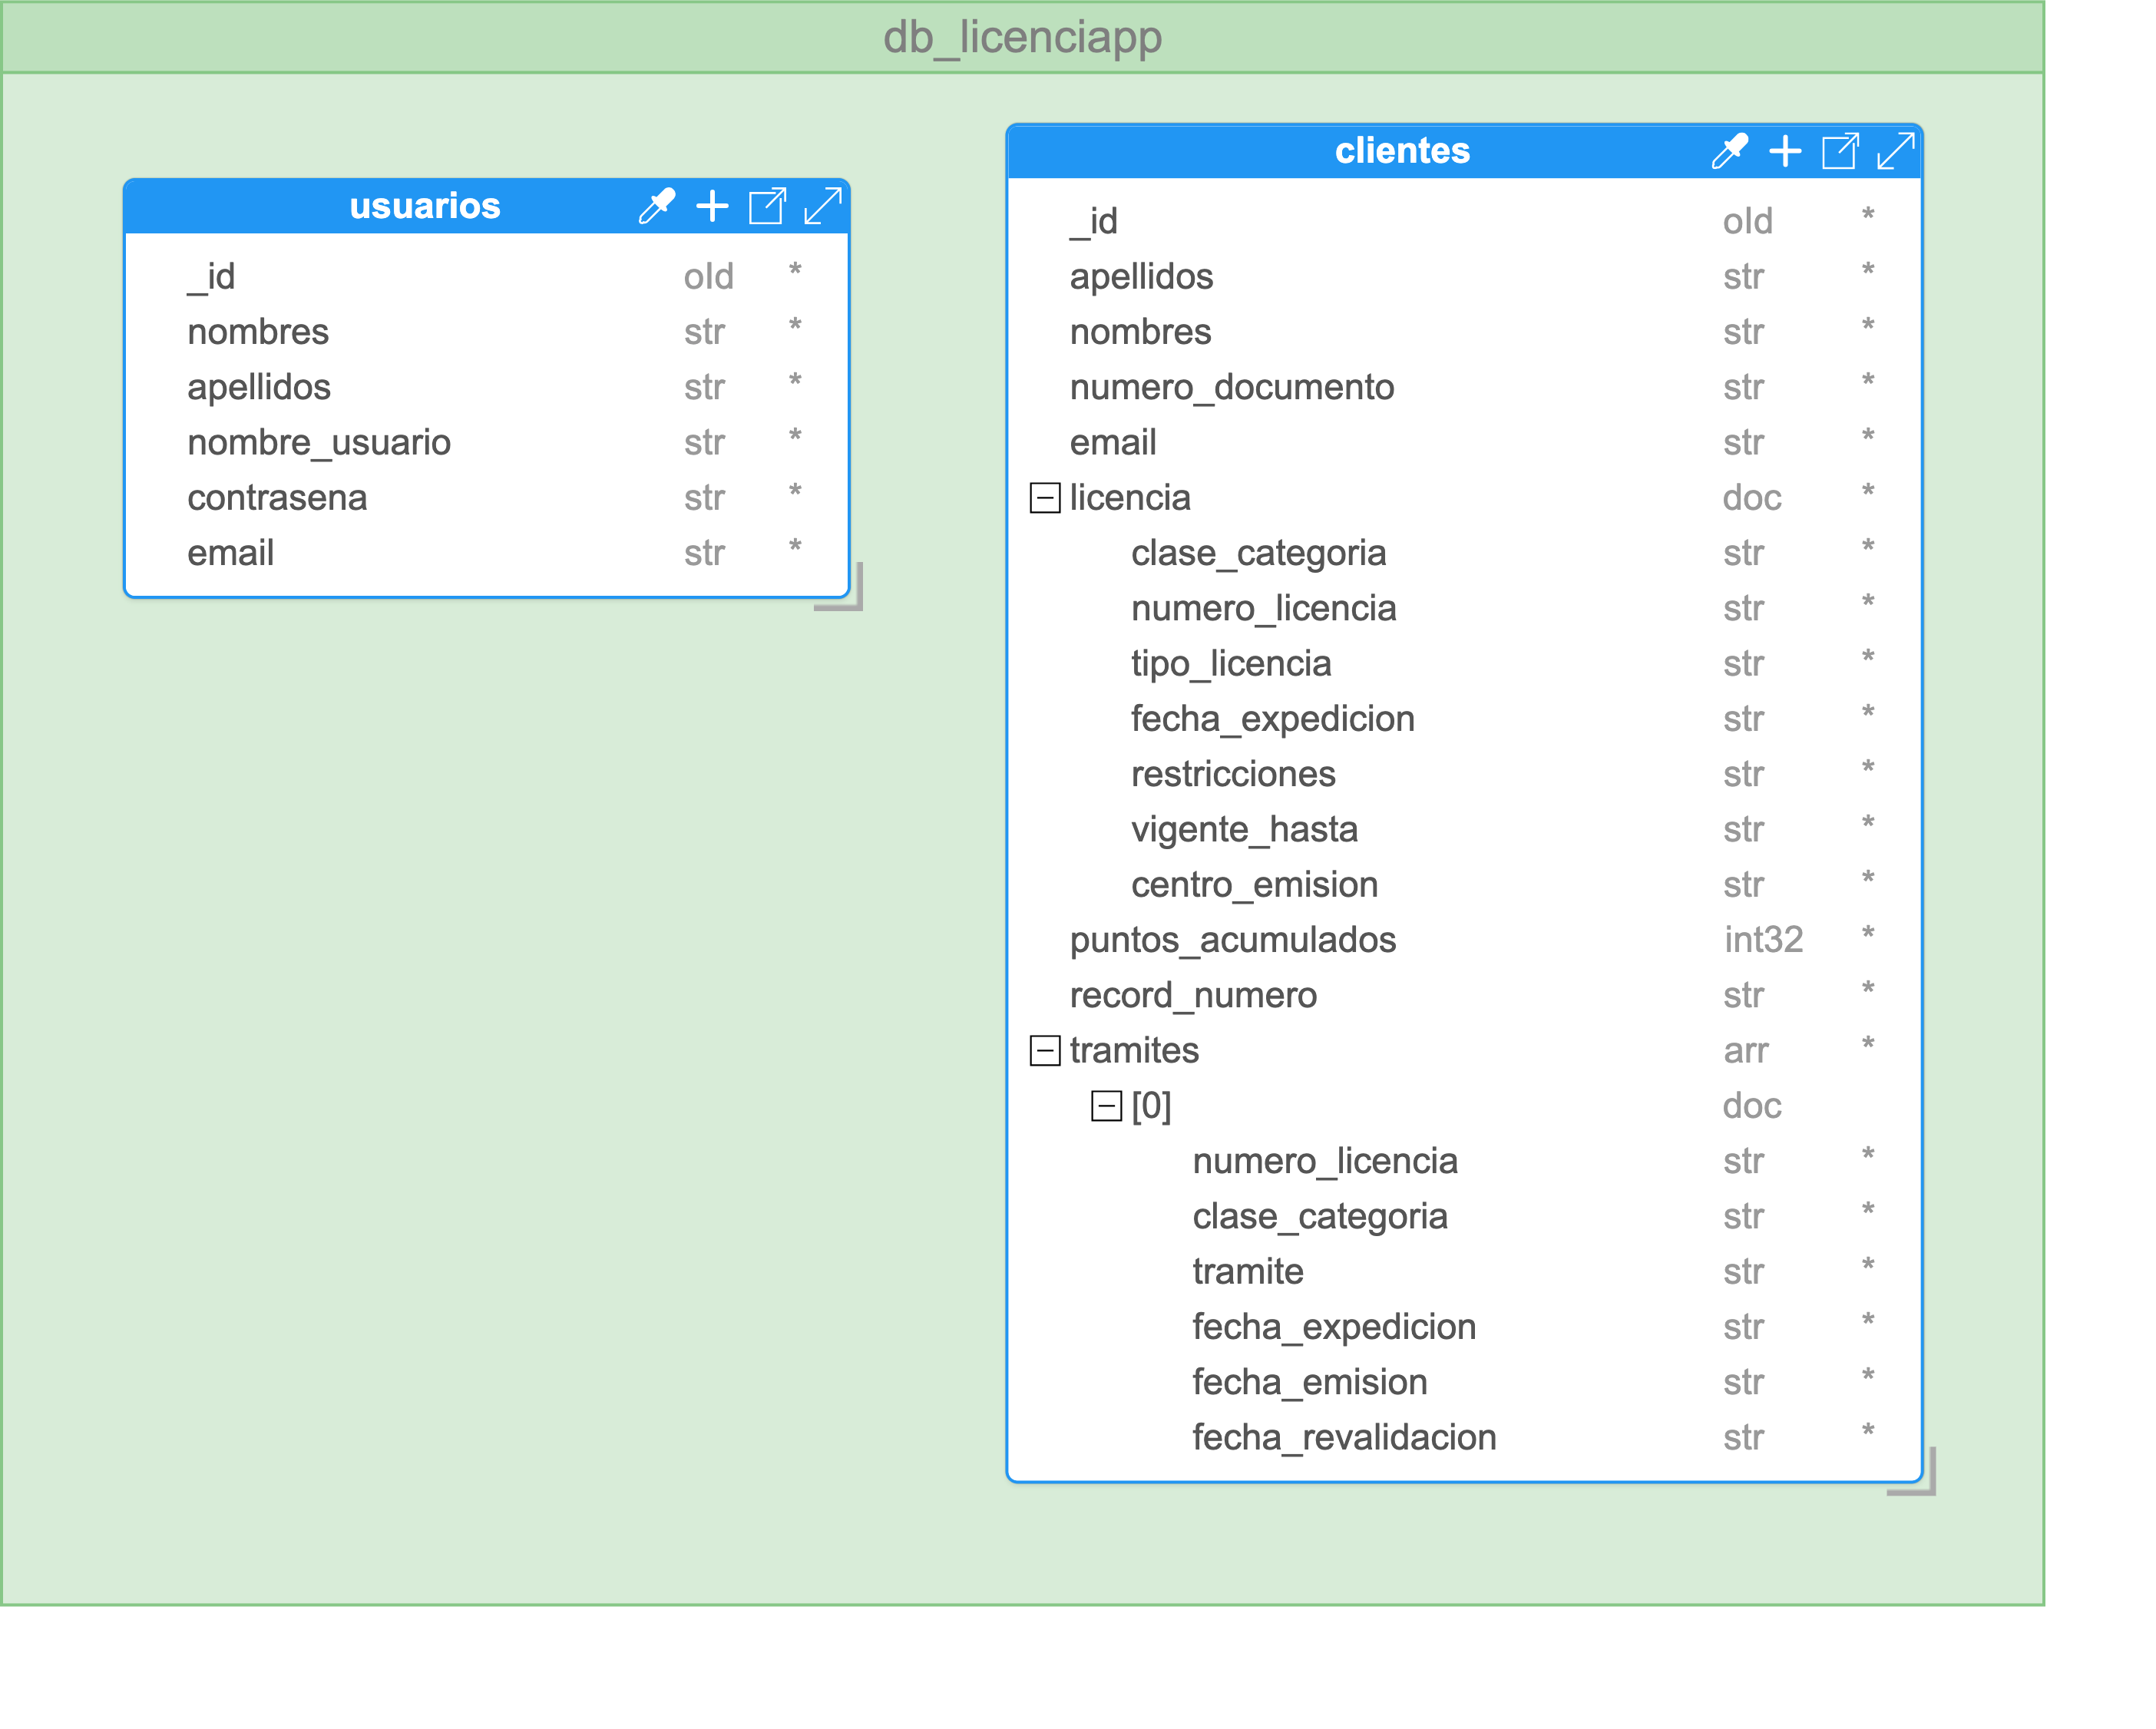 db_licenciapp
usuarios
_id old *
nombres str *
apellidos str *
nombre_usuario str *
contrasena str *
email str *
clientes
_id old *
apellidos str *
nombres str *
numero_documento str *
email str *
licencia doc *
clase_categoria str *
numero_licencia str *
tipo_licencia str *
fecha_expedicion str *
restricciones str *
vigente_hasta str *
centro_emision str *
puntos_acumulados int32 *
record_numero str *
tramites arr *
[0] doc
numero_licencia str *
clase_categoria str *
tramite str *
fecha_expedicion str *
fecha_emision str *
fecha_revalidacion str *